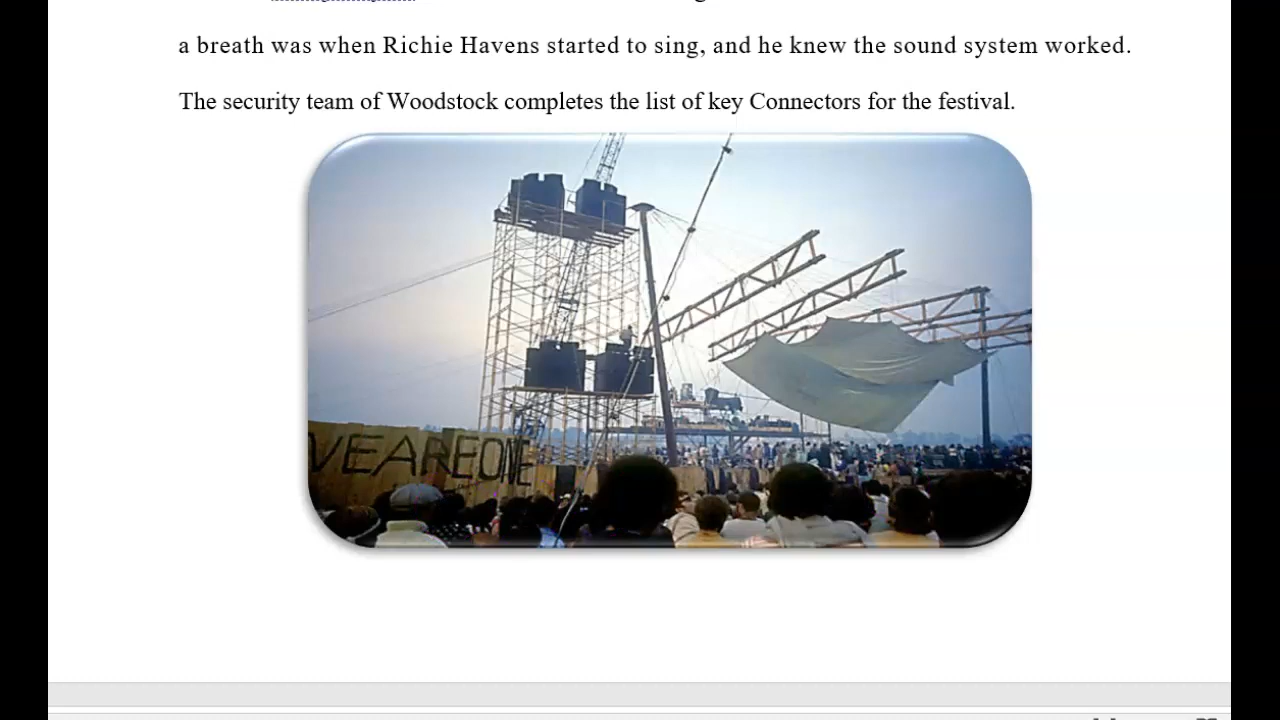 a breath was when Richie Havens started to sing, and he knew the sound system worked.
The security team of Woodstock completes the list of key Connectors for the festival.
WEAREONE